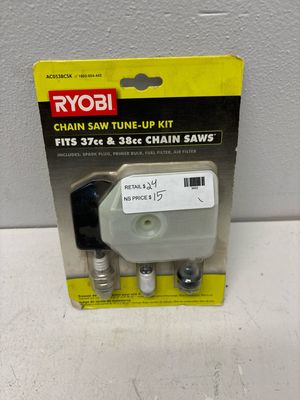 AC053BCSK
RYOBI
CHAIN SAW TUNE-UP KIT
FITS 37cc & 38cc CHAIN SAWS*
INCLUDES: SPARK PLUG, PRIMER BULB, FUEL FILTER, AIR FILTER
RETAIL $ 24
NS PRICE $ 15